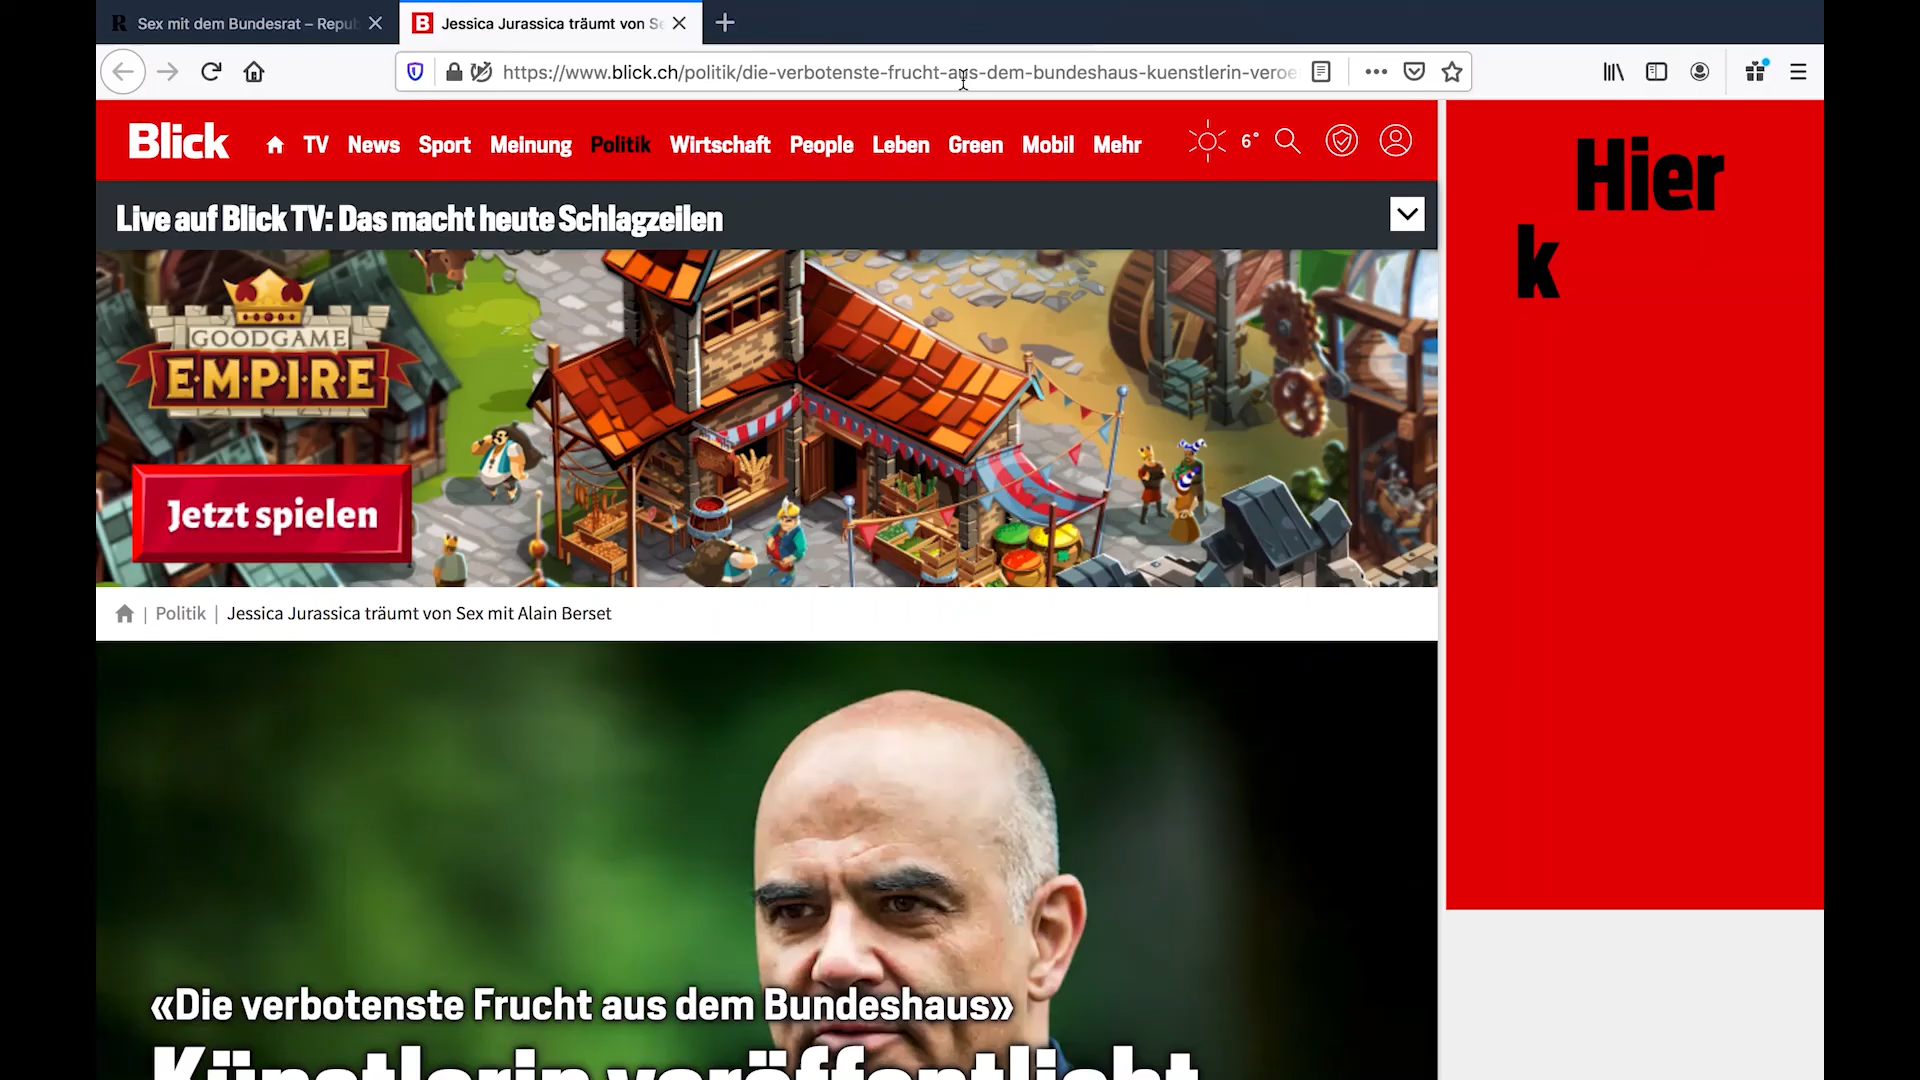 Sex mit dem Bundesrat – Repu
Jessica Jurassica träumt von S
https://www.blick.ch/politik/die-verbotenste-frucht-aus-dem-bundeshaus-kuenstlerin-veroe
Blick TV News Sport Meinung Politik Wirtschaft People Leben Green Mobil Mehr 6°
Hier
k
Live auf Blick TV: Das macht heute Schlagzeilen
GOODGAME
EMPIRE
Jetzt spielen
| Politik | Jessica Jurassica träumt von Sex mit Alain Berset
«Die verbotenste Frucht aus dem Bundeshaus»
Künstlerin veröffentlicht